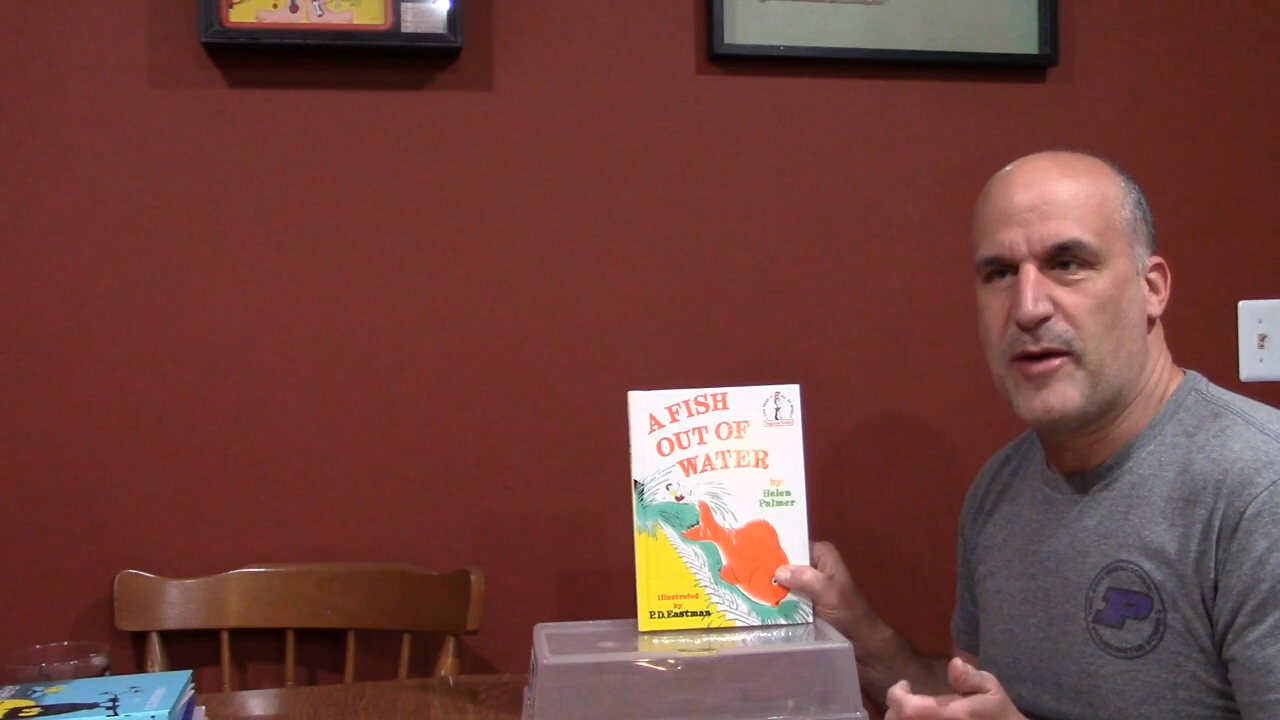 A FISH
OUT OF
WATER
by
Helen
Palmer
illustrated
by
P.D.Eastman